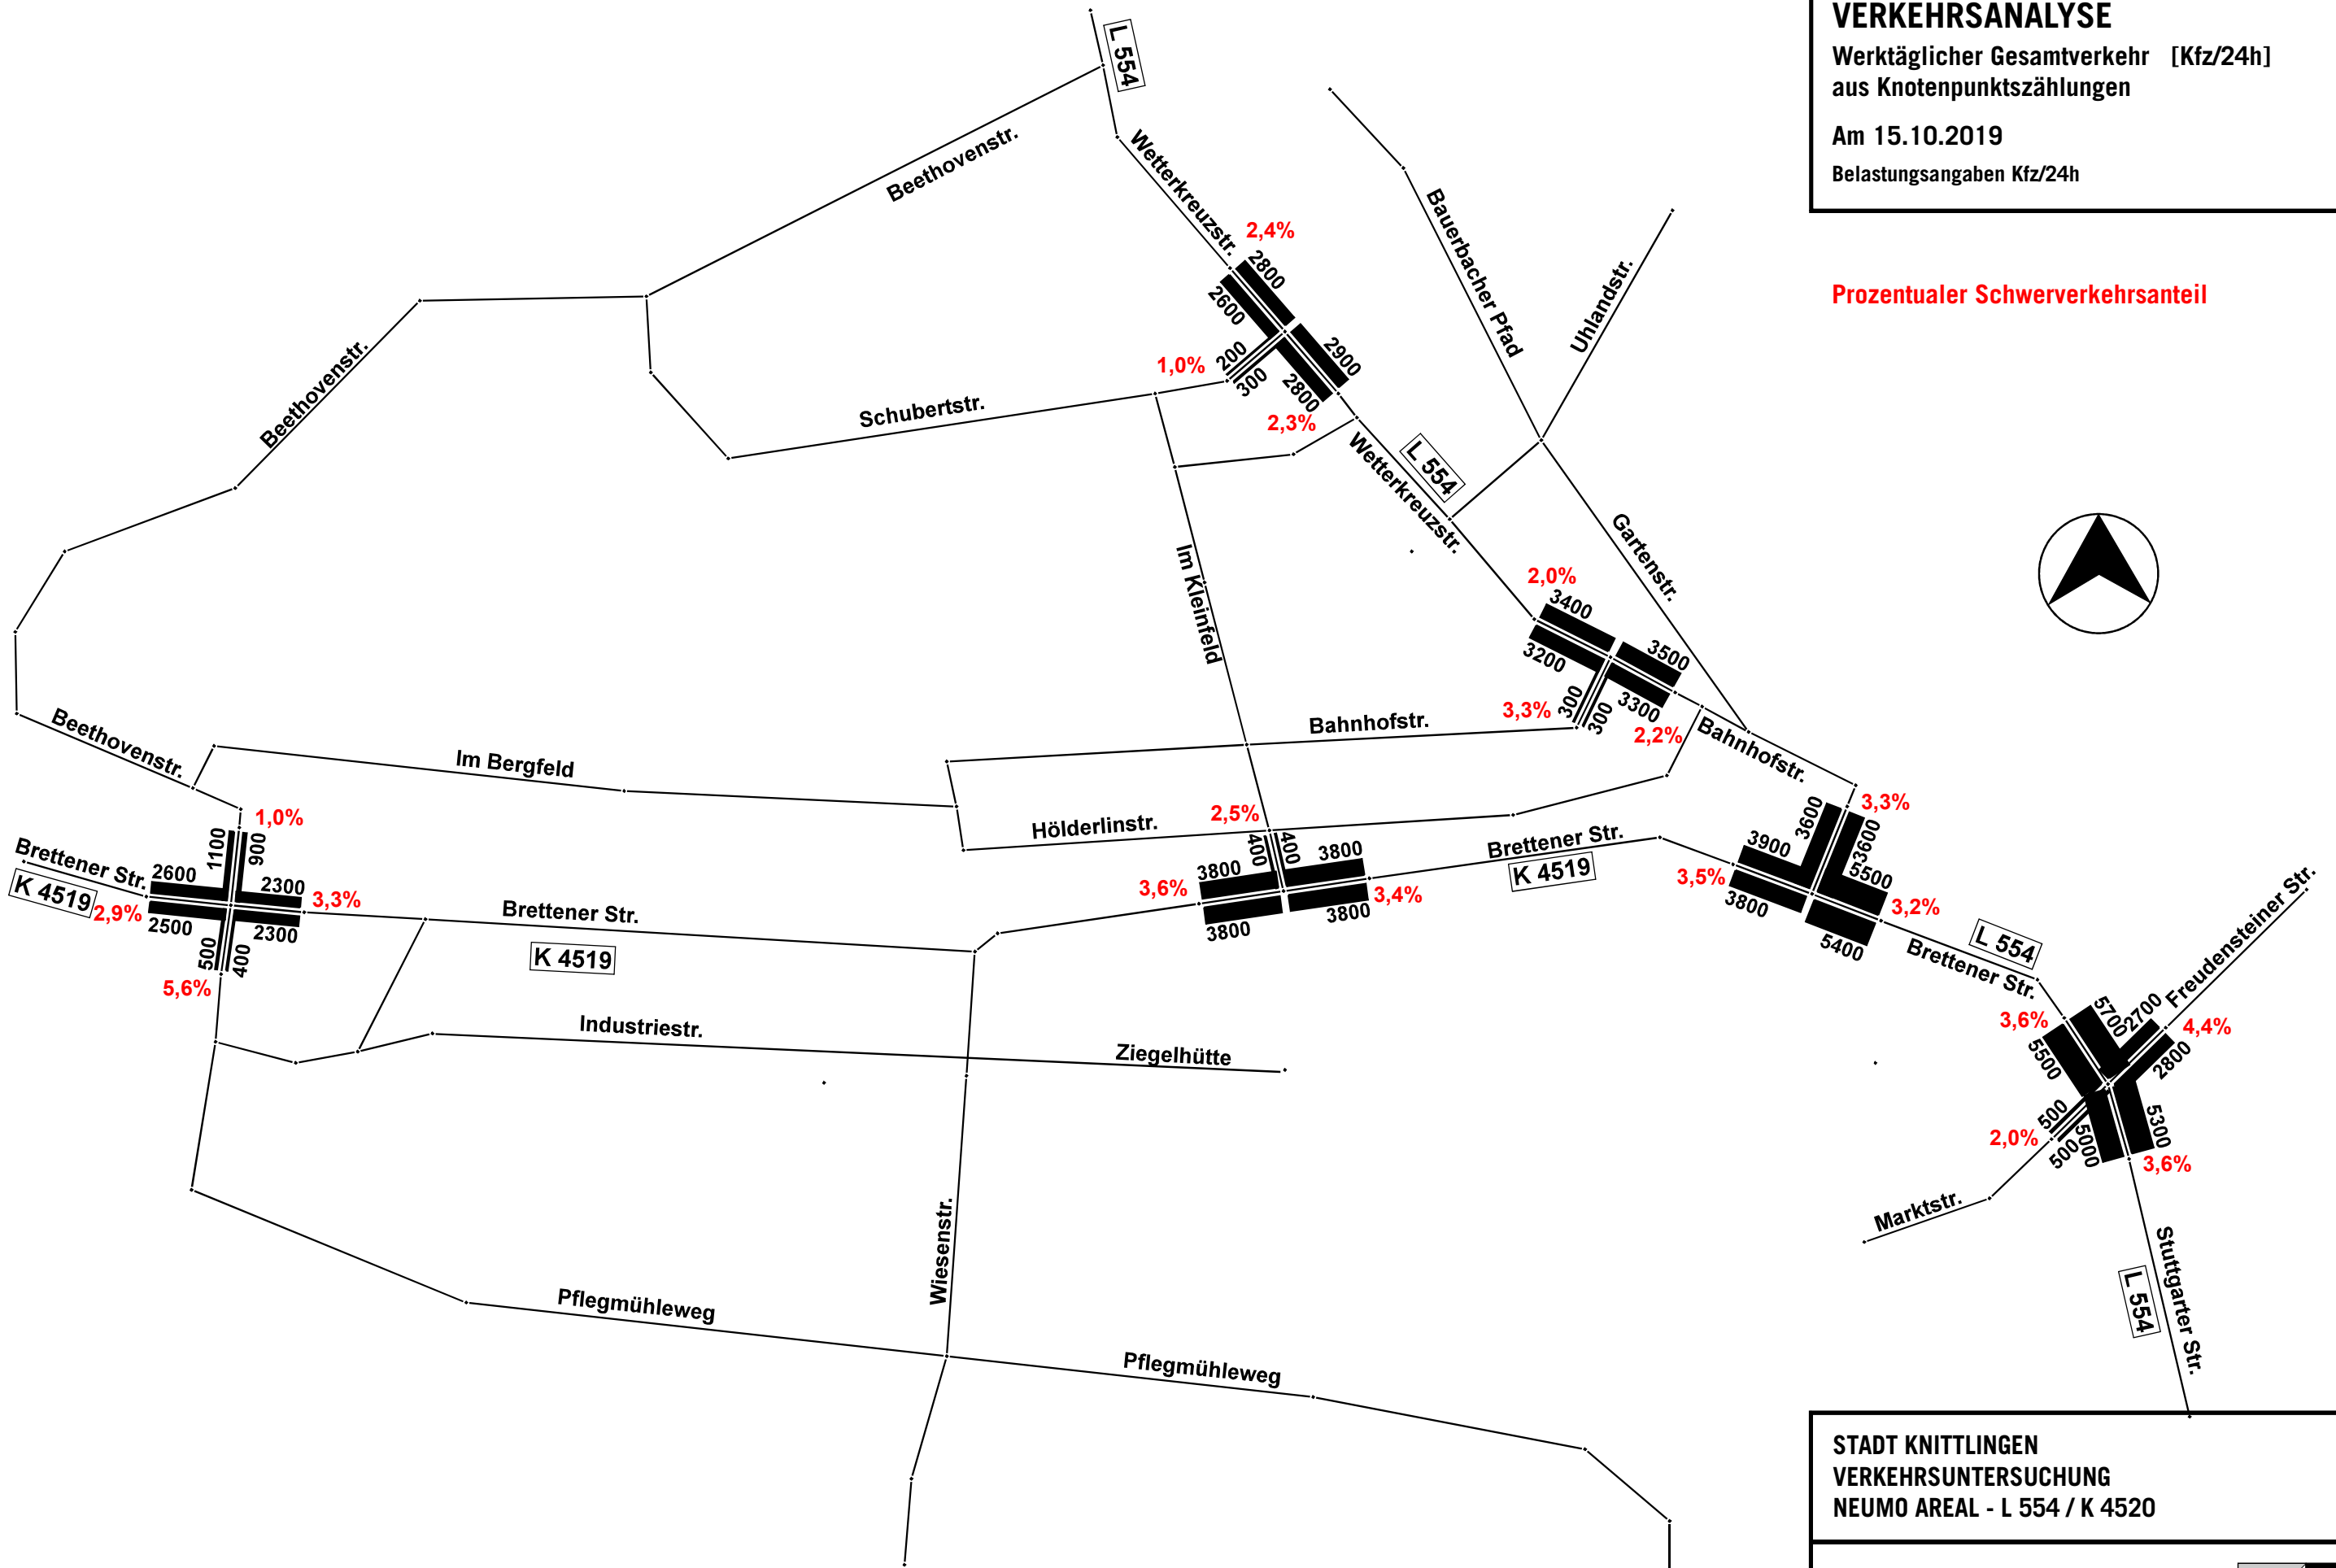 VERKEHRSANALYSE
Werktäglicher Gesamtverkehr [Kfz/24h]
aus Knotenpunktszählungen
Am 15.10.2019
Belastungsangaben Kfz/24h
Prozentualer Schwerverkehrsanteil
L 554
Beethovenstr.
Wetterkreuzstr.
2,4%
2800
2600
Bauerbacher Pfad
Uhlandstr.
2900
200
300
1,0%
2800
2,3%
Schubertstr.
Beethovenstr.
Wetterkreuzstr.
L 554
Gartenstr.
Im Kleinfeld
2,0%
3400
3200
3500
300
300
3300
3,3%
2,2%
Bahnhofstr.
Bahnhofstr.
Beethovenstr.
Im Bergfeld
Hölderlinstr.
2,5%
400
400
3800
3800
3,6%
3,4%
3800
3800
Brettener Str.
K 4519
3600
3,3%
3600
3900
5500
3,5%
3800
3,2%
5400
1,0%
1100
900
Brettener Str.
K 4519
2600
2300
3,3%
2,9%
2500
2300
500
400
5,6%
Brettener Str.
K 4519
L 554
Brettener Str.
Freudensteiner Str.
3,6%
5700
2700
4,4%
5500
2800
500
5300
2,0%
500
5000
3,6%
Industriestr.
Ziegelhütte
Marktstr.
Stuttgarter Str.
L 554
Wiesenstr.
Pflegmühleweg
Pflegmühleweg
STADT KNITTLINGEN
VERKEHRSUNTERSUCHUNG
NEUMO AREAL - L 554 / K 4520